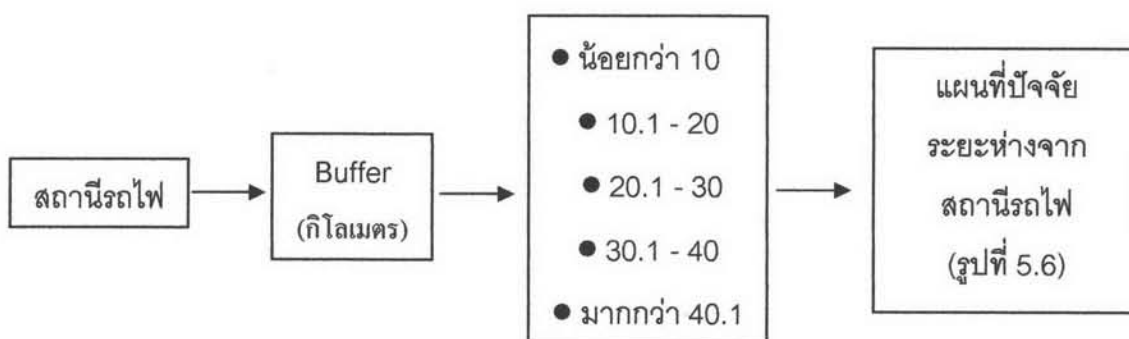 สถานีรถไฟ
Buffer
(กิโลเมตร)
● น้อยกว่า 10
● 10.1 - 20
● 20.1 - 30
● 30.1 - 40
● มากกว่า 40.1
แผนที่ปัจจัย
ระยะห่างจาก
สถานีรถไฟ
(รูปที่ 5.6)